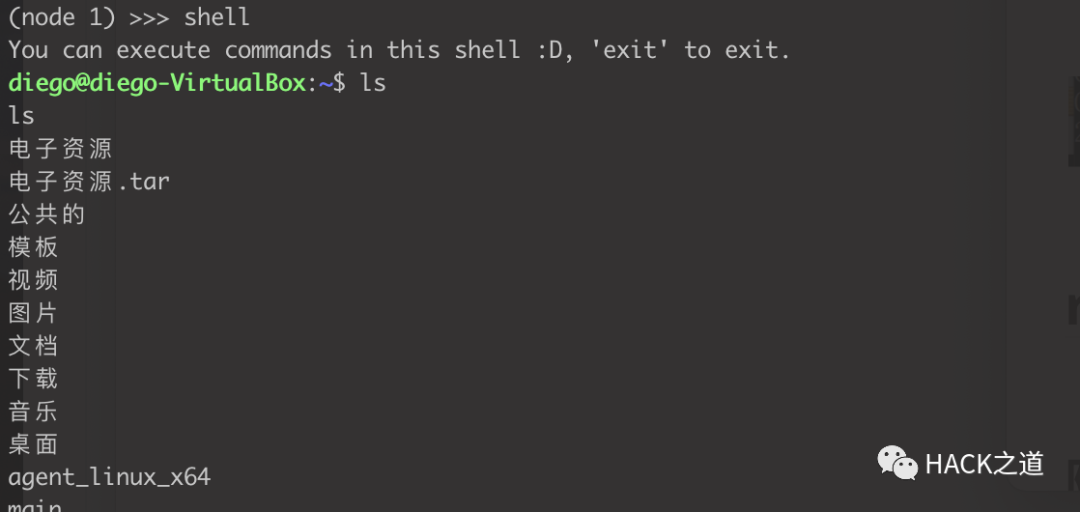 (node 1) >>> shell
You can execute commands in this shell :D, 'exit' to exit.
diego@diego-VirtualBox:~$ ls
ls
电子资源
电子资源.tar
公共的
模板
视频
图片
文档
下载
音乐
桌面
agent_linux_x64
main
HACK之道